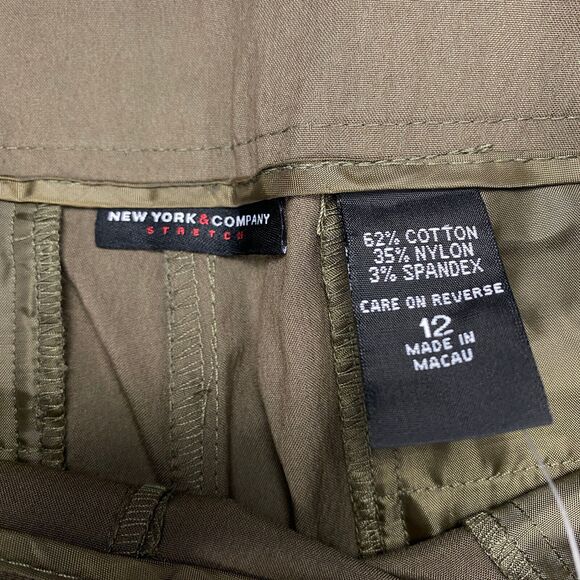 NEW YORK & COMPANY
STRETCH
62% COTTON
35% NYLON
3% SPANDEX
CARE ON REVERSE
12
MADE IN
MACAU